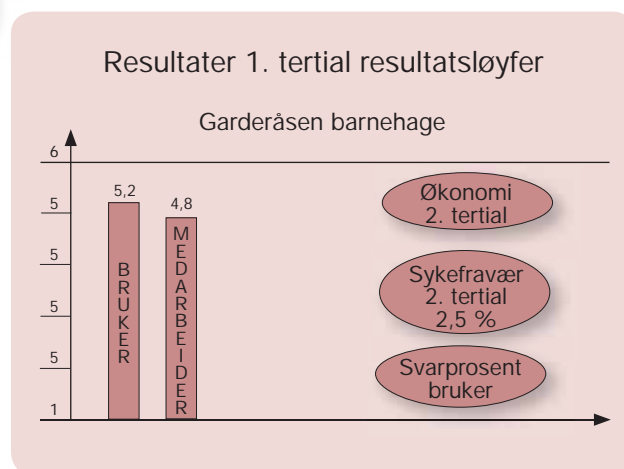 Resultater 1. tertial resultatsløyfer
Garderåsen barnehage
6
5
5
5
5
1
5,2
4,8
BRUKER
MEDARBEIDER
Økonomi
2. tertial
Sykefravær
2. tertial
2,5 %
Svarprosent
bruker